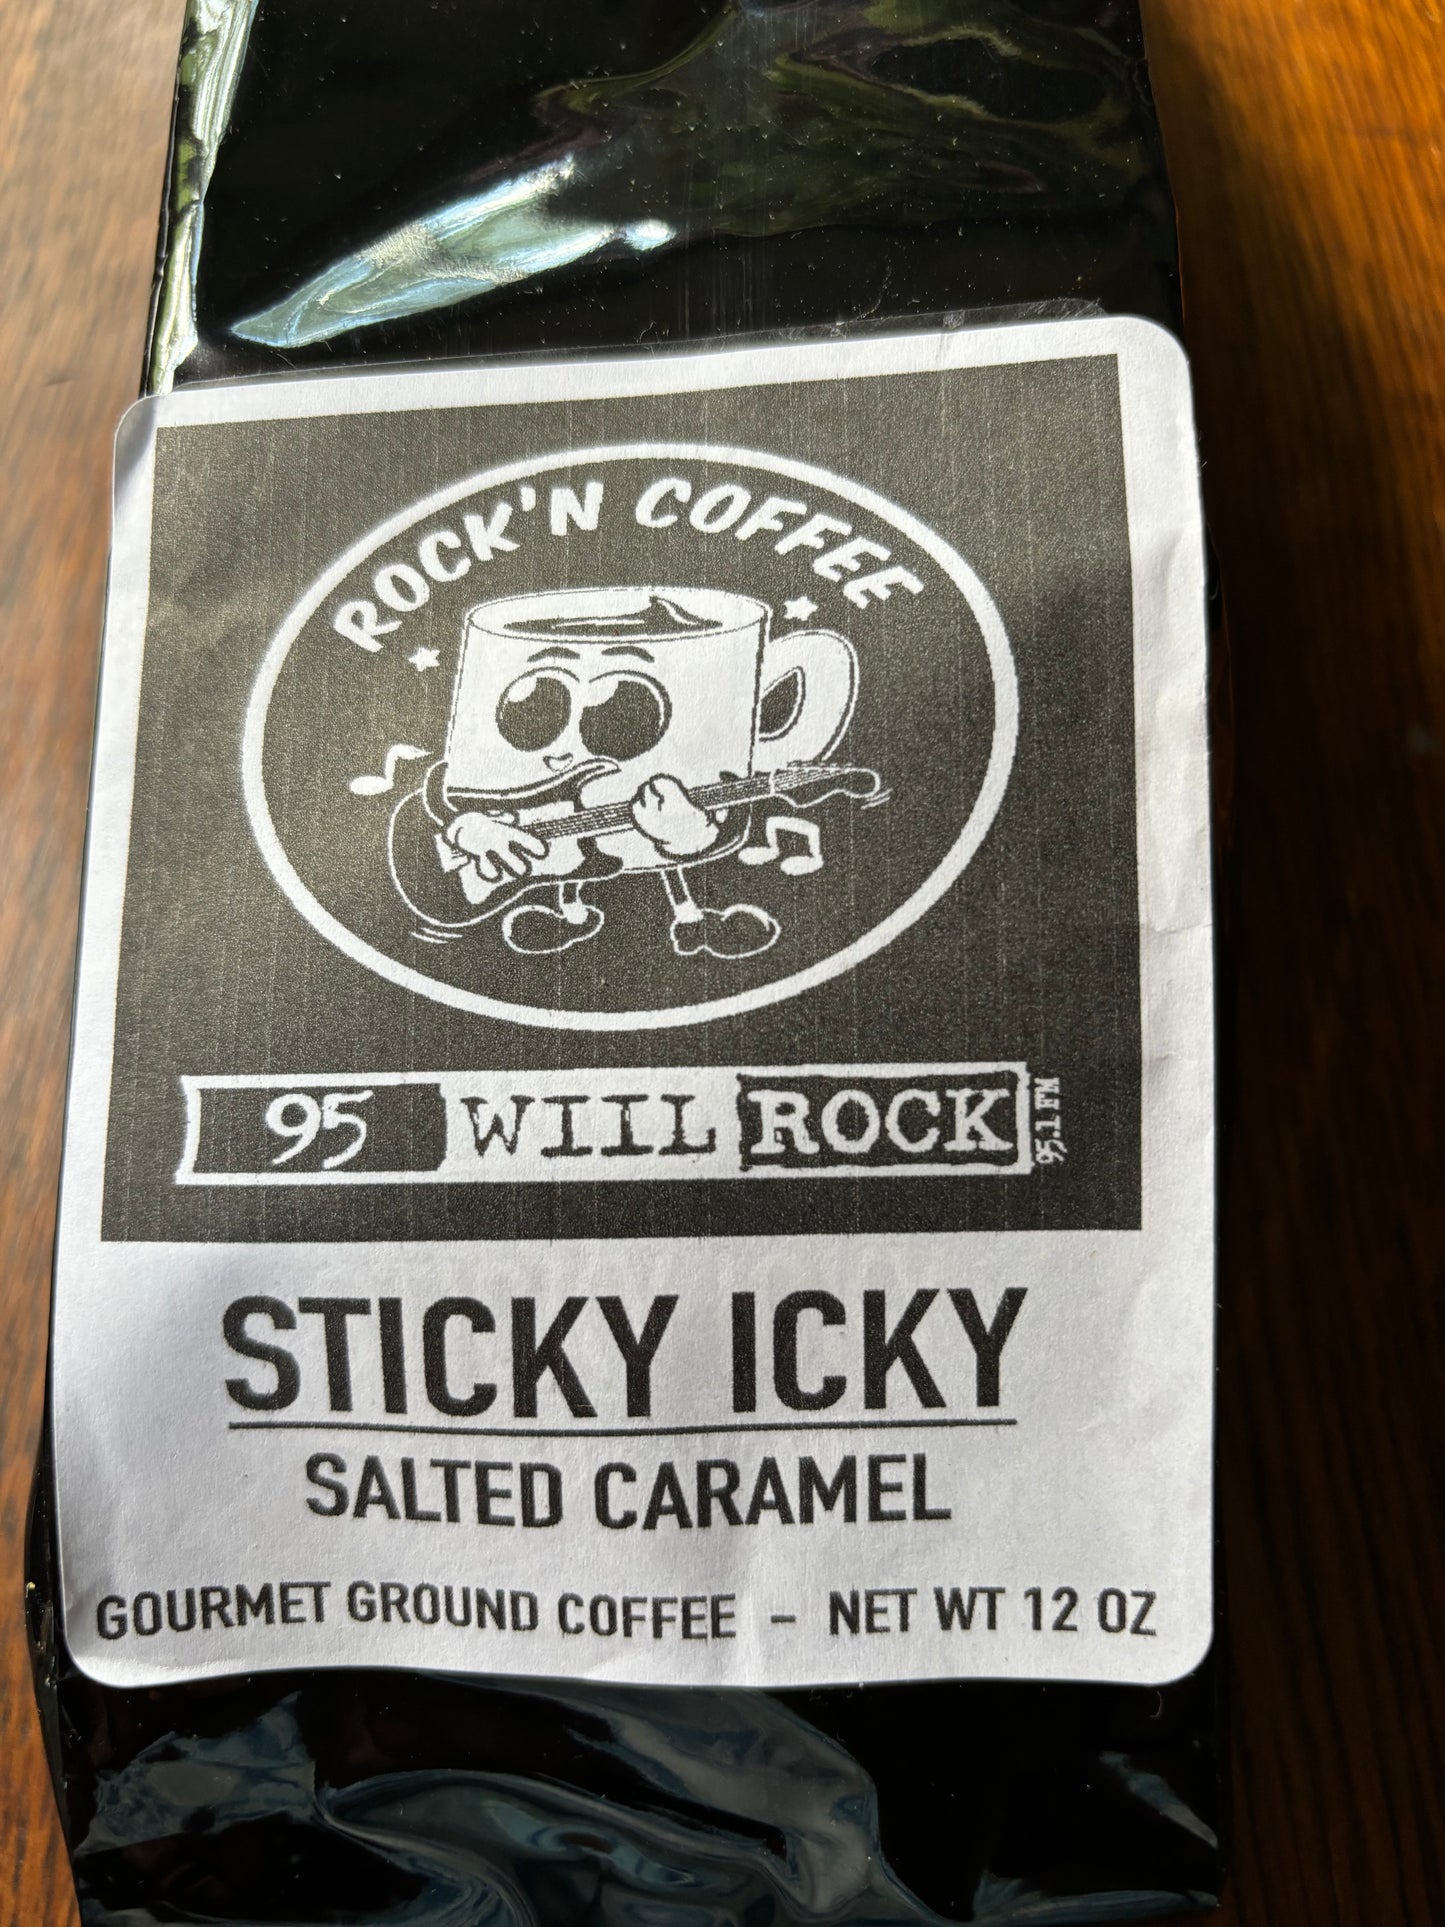 ROCK'N COFFEE
95 WIIL ROCK 95.1 FM
STICKY ICKY
SALTED CARAMEL
GOURMET GROUND COFFEE – NET WT 12 OZ